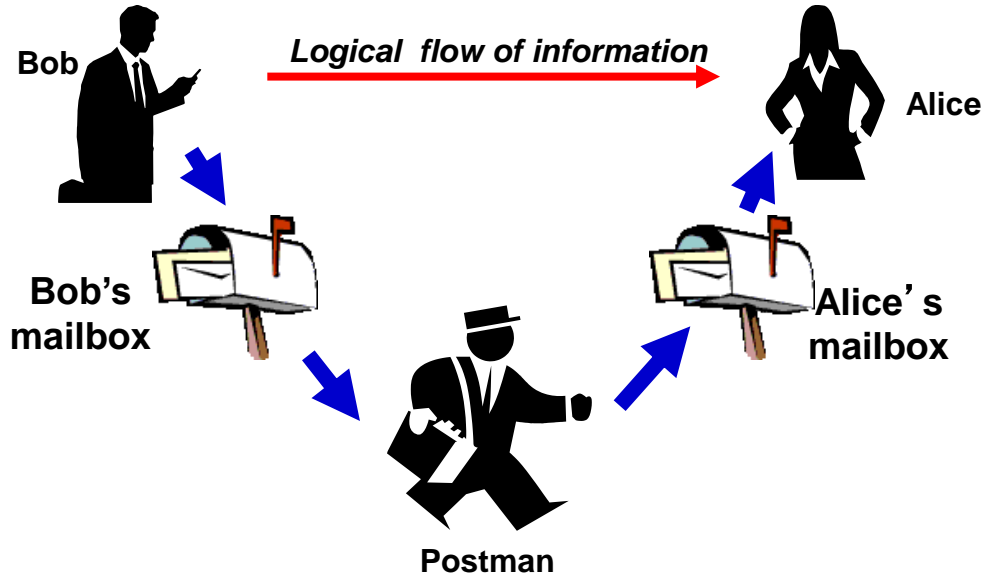 Bob
Logical flow of information
Alice
Bob’s
mailbox
Alice’s
mailbox
Postman